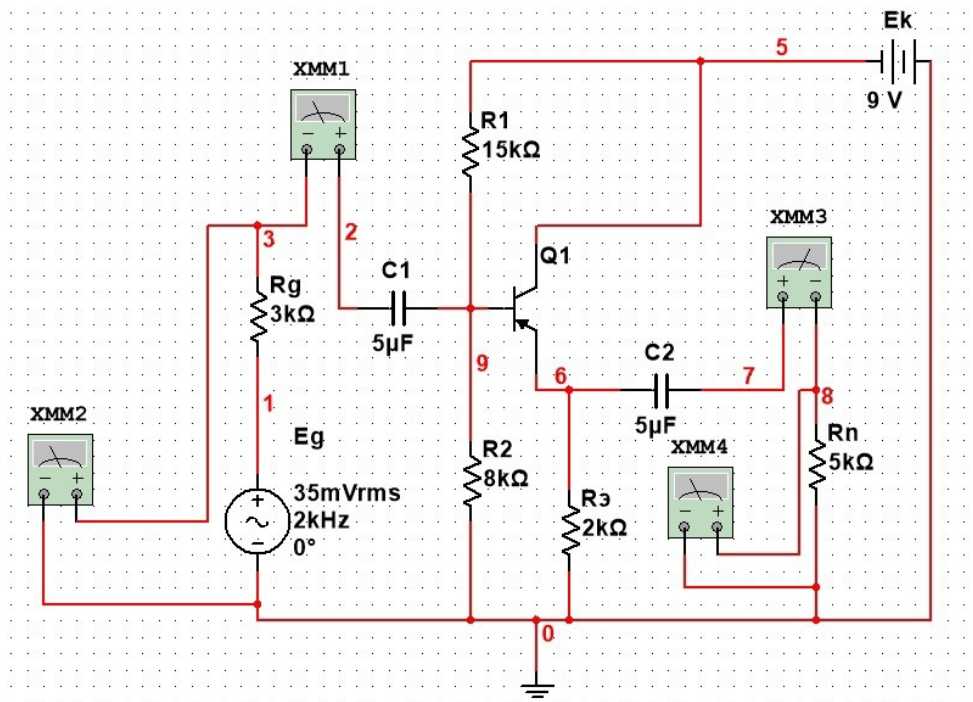 Ek
5
9 V
XMM1
R1
15kΩ
XMM3
3
2
Q1
C1
Rg
3kΩ
5µF
C2
9
6
7
8
5µF
1
XMM2
Eg
XMM4
Rn
5kΩ
R2
8kΩ
35mVrms
2kHz
0°
Rэ
2kΩ
0